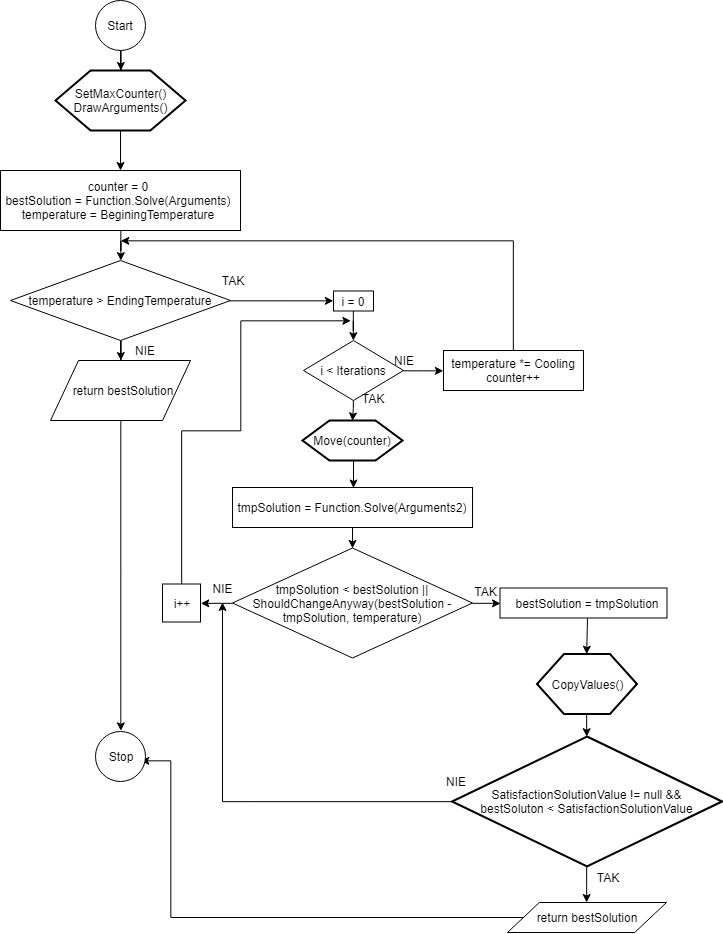 Start
SetMaxCounter()
DrawArguments()
counter = 0
bestSolution = Function.Solve(Arguments)
temperature = BeginingTemperature
temperature > EndingTemperature
TAK
i = 0
NIE
return bestSolution
i < Iterations
NIE
temperature *= Cooling
counter++
TAK
Move(counter)
tmpSolution = Function.Solve(Arguments2)
tmpSolution < bestSolution ||
ShouldChangeAnyway(bestSolution -
tmpSolution, temperature)
NIE
i++
TAK
bestSolution = tmpSolution
CopyValues()
Stop
NIE
SatisfactionSolutionValue != null &&
bestSoluton < SatisfactionSolutionValue
TAK
return bestSolution